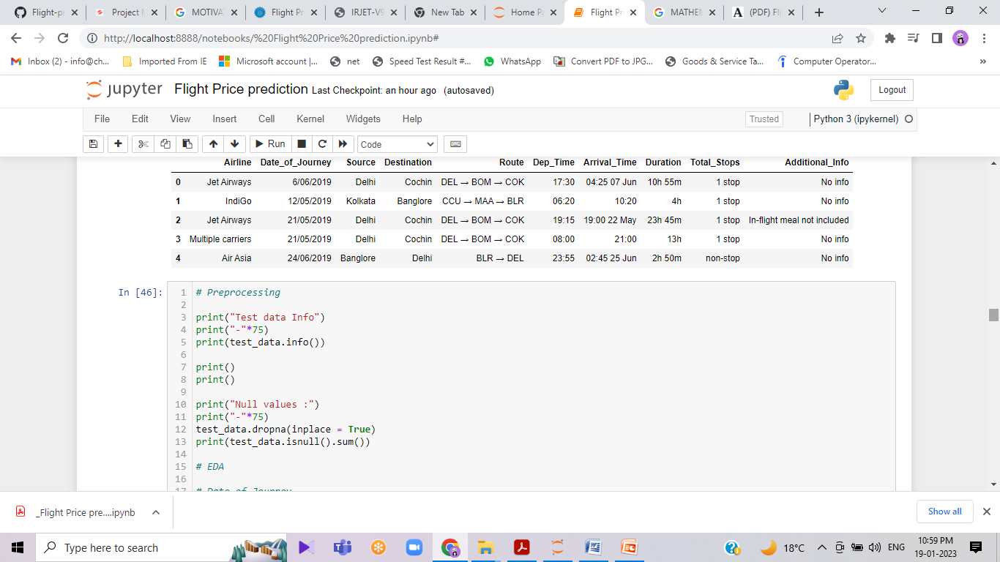 Flight-pr Project M MOTIVA Flight Pr IRJET-V9 New Tab Home Pa Flight Pr MATHEM (PDF) Fli
http://localhost:8888/notebooks/%20Flight%20Price%20prediction.ipynb#
Inbox (2) - info@ch... Imported From IE Microsoft account |... net Speed Test Result #... WhatsApp Convert PDF to JPG... Goods & Service Ta... Computer Operator... »
jupyter Flight Price prediction Last Checkpoint: an hour ago (autosaved) Logout
File Edit View Insert Cell Kernel Widgets Help Trusted Python 3 (ipykernel)
Run Code
Airline Date_of_Journey Source Destination Route Dep_Time Arrival_Time Duration Total_Stops Additional_Info
0 Jet Airways 6/06/2019 Delhi Cochin DEL → BOM → COK 17:30 04:25 07 Jun 10h 55m 1 stop No info
1 IndiGo 12/05/2019 Kolkata Banglore CCU → MAA → BLR 06:20 10:20 4h 1 stop No info
2 Jet Airways 21/05/2019 Delhi Cochin DEL → BOM → COK 19:15 19:00 22 May 23h 45m 1 stop In-flight meal not included
3 Multiple carriers 21/05/2019 Delhi Cochin DEL → BOM → COK 08:00 21:00 13h 1 stop No info
4 Air Asia 24/06/2019 Banglore Delhi BLR → DEL 23:55 02:45 25 Jun 2h 50m non-stop No info
In [46]: 1 # Preprocessing
2
3 print("Test data Info")
4 print("-"*75)
5 print(test_data.info())
6
7 print()
8 print()
9
10 print("Null values :")
11 print("-"*75)
12 test_data.dropna(inplace = True)
13 print(test_data.isnull().sum())
14
15 # EDA
16
17 # Date of Journey
_Flight Price pre....ipynb Show all
Type here to search 18°C ENG 10:59 PM
19-01-2023